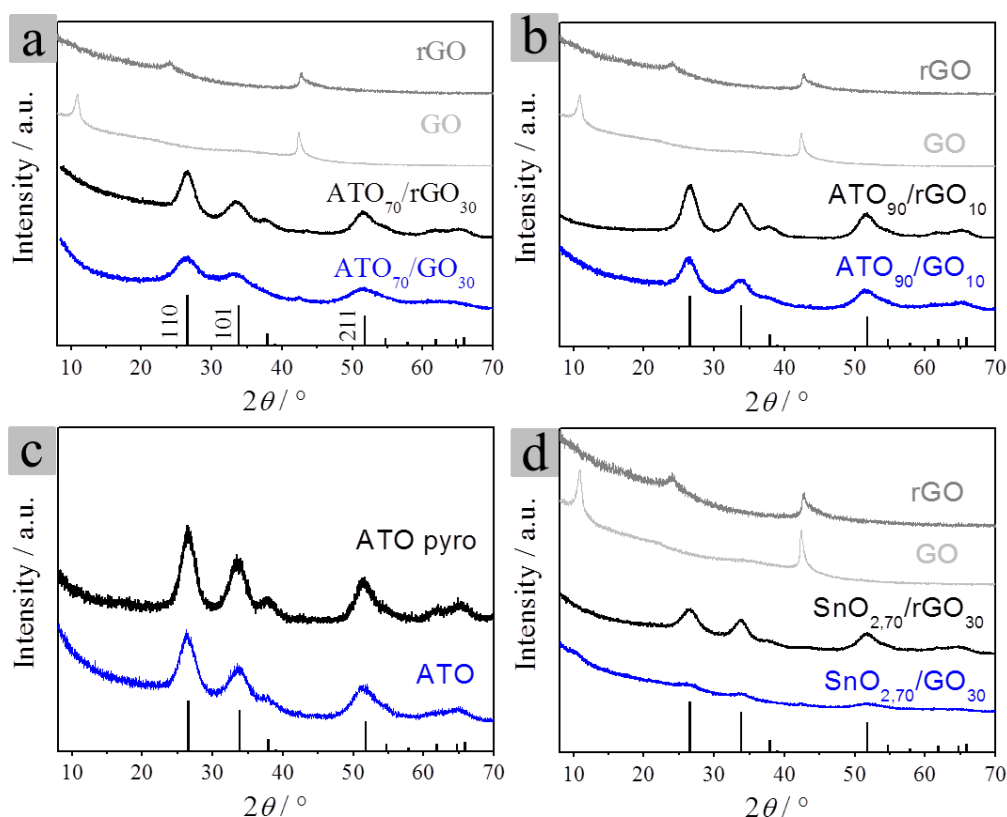 a
rGO
GO
ATO₇₀/rGO₃₀
ATO₇₀/GO₃₀
110
101
211
Intensity / a.u.
10 20 30 40 50 60 70
2θ / °
b
rGO
GO
ATO₉₀/rGO₁₀
ATO₉₀/GO₁₀
Intensity / a.u.
10 20 30 40 50 60 70
2θ / °
c
ATO pyro
ATO
Intensity / a.u.
10 20 30 40 50 60 70
2θ / °
d
rGO
GO
SnO₂,₇₀/rGO₃₀
SnO₂,₇₀/GO₃₀
Intensity / a.u.
10 20 30 40 50 60 70
2θ / °